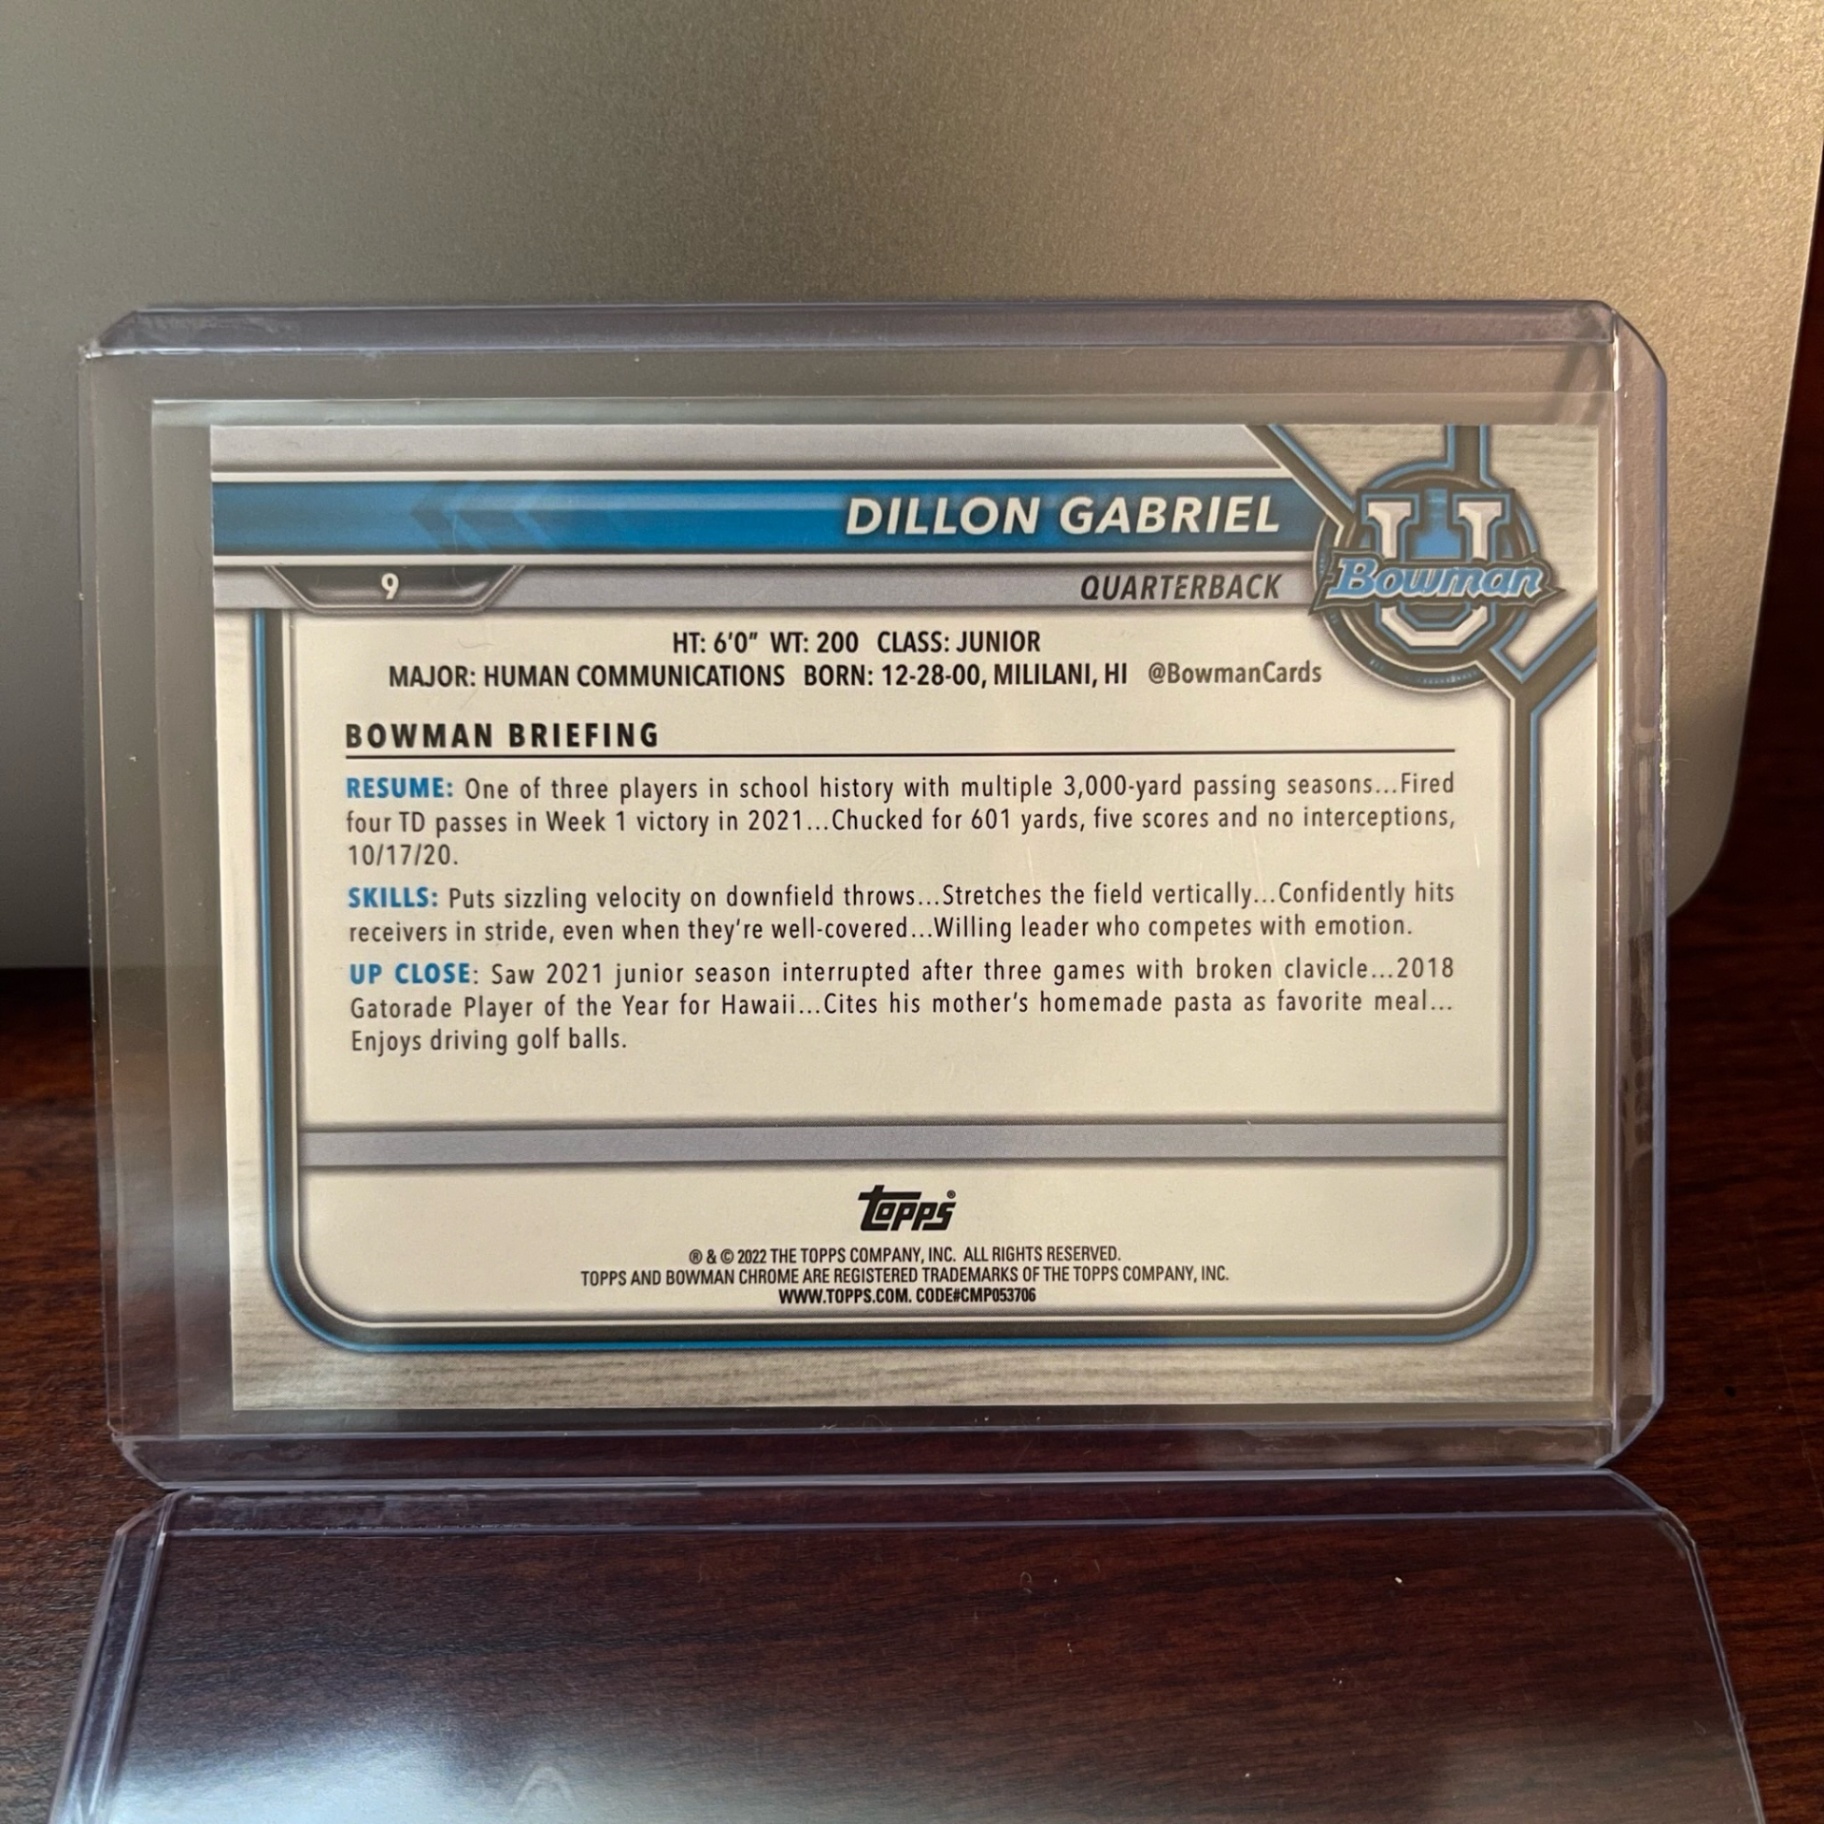 DILLON GABRIEL
U
Bowman
9
QUARTERBACK
HT: 6'0" WT: 200 CLASS: JUNIOR
MAJOR: HUMAN COMMUNICATIONS BORN: 12-28-00, MILILANI, HI @BowmanCards
BOWMAN BRIEFING
RESUME: One of three players in school history with multiple 3,000-yard passing seasons...Fired
four TD passes in Week 1 victory in 2021...Chucked for 601 yards, five scores and no interceptions,
10/17/20.
SKILLS: Puts sizzling velocity on downfield throws...Stretches the field vertically...Confidently hits
receivers in stride, even when they're well-covered...Willing leader who competes with emotion.
UP CLOSE: Saw 2021 junior season interrupted after three games with broken clavicle...2018
Gatorade Player of the Year for Hawaii...Cites his mother's homemade pasta as favorite meal...
Enjoys driving golf balls.
topps®
® & © 2022 THE TOPPS COMPANY, INC. ALL RIGHTS RESERVED.
TOPPS AND BOWMAN CHROME ARE REGISTERED TRADEMARKS OF THE TOPPS COMPANY, INC.
WWW.TOPPS.COM. CODE#CMP053706